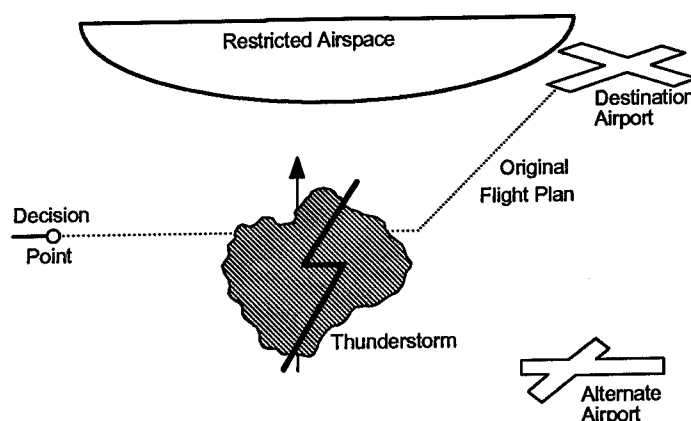 Restricted Airspace
Destination
Airport
Original
Flight Plan
Decision
Point
Thunderstorm
Alternate
Airport